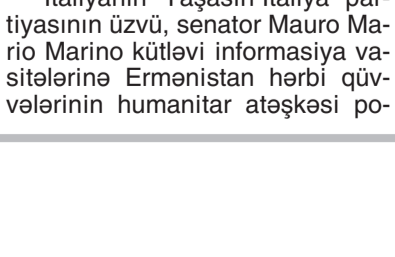 İtaliyanın "Yaşasın İtaliya" par-
tiyasının üzvü, senator Mauro Ma-
rio Marino kütləvi informasiya va-
sitələrinə Ermənistan hərbi qüv-
vələrinin humanitar atəşkəsi po-